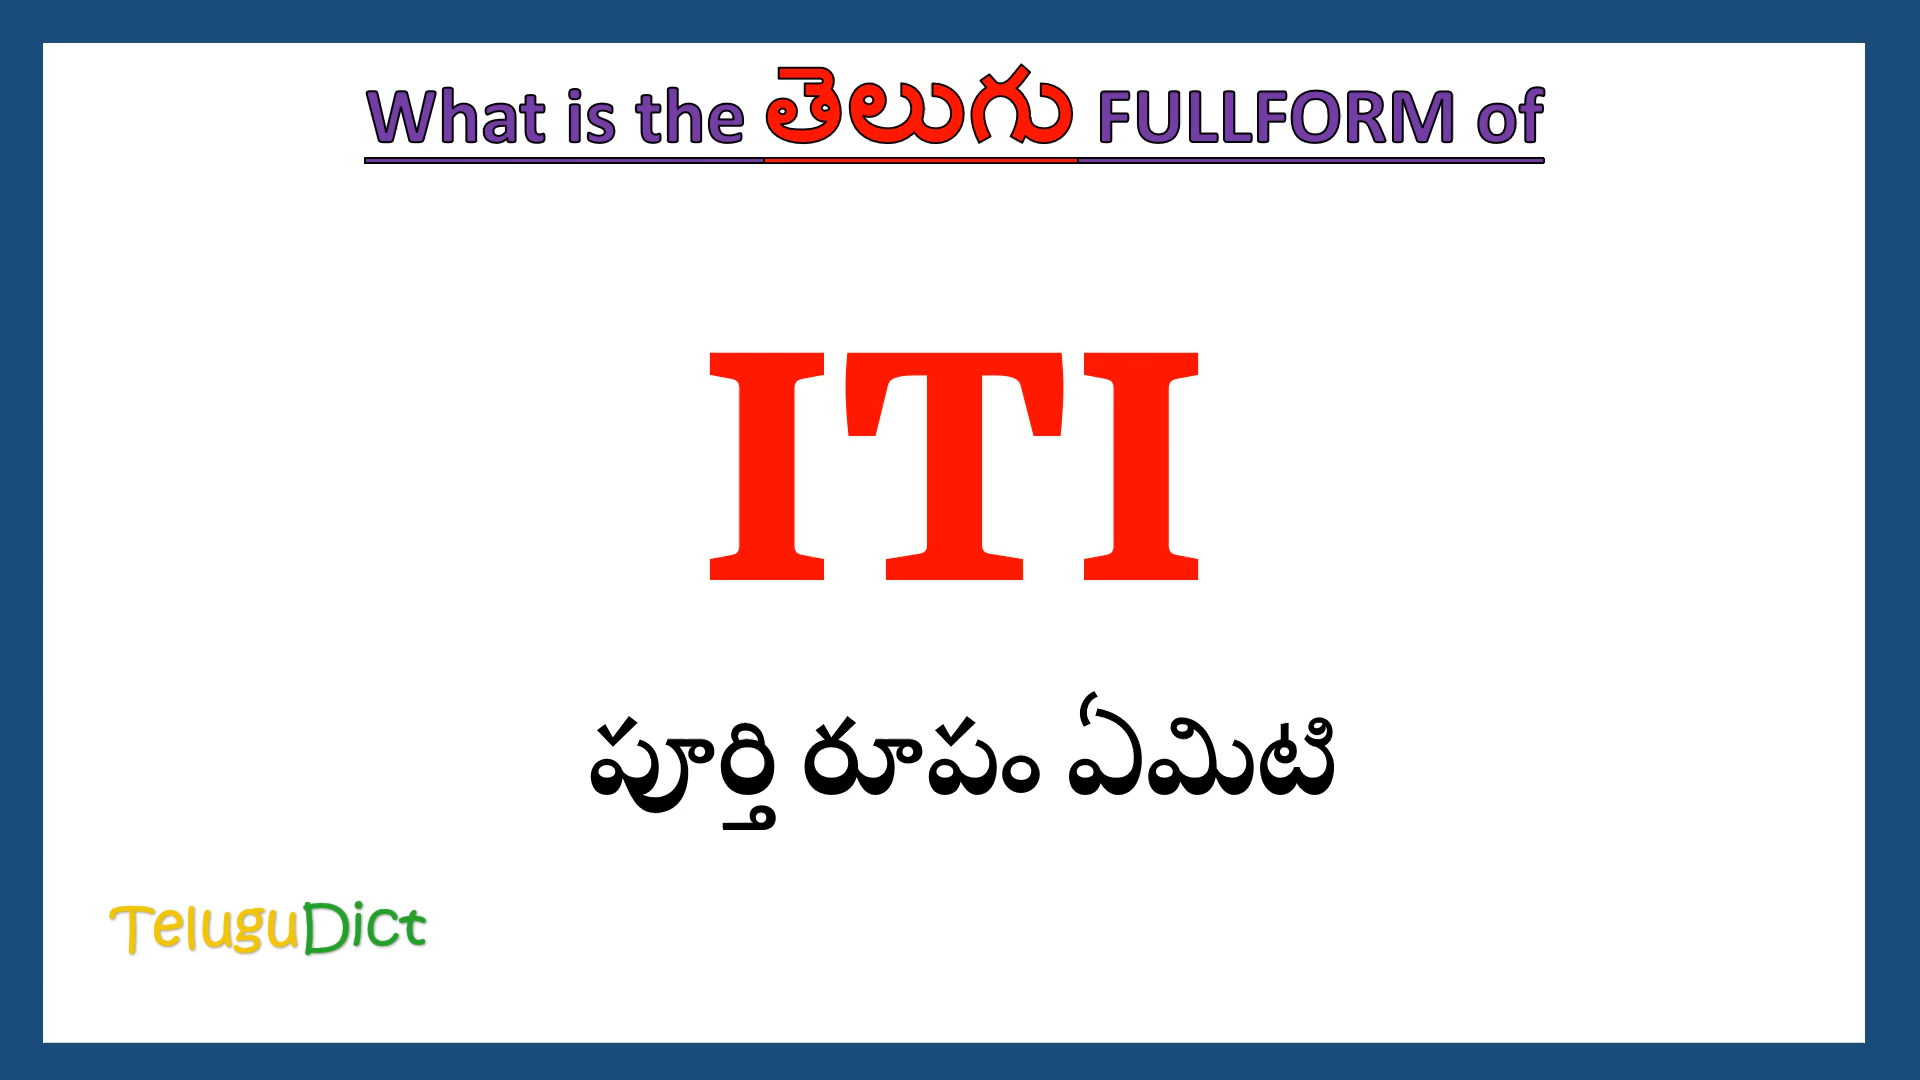 What is the తెలుగు FULLFORM of
ITI
పూర్తి రూపం ఏమిటి
TeluguDict